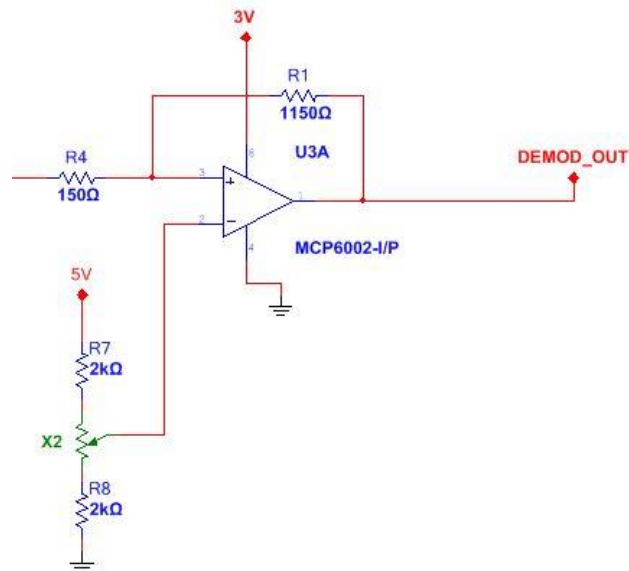 3V
R1
1150Ω
U3A
DEMOD_OUT
R4
150Ω
3
8
+
1
2
−
4
MCP6002-I/P
5V
R7
2kΩ
X2
R8
2kΩ